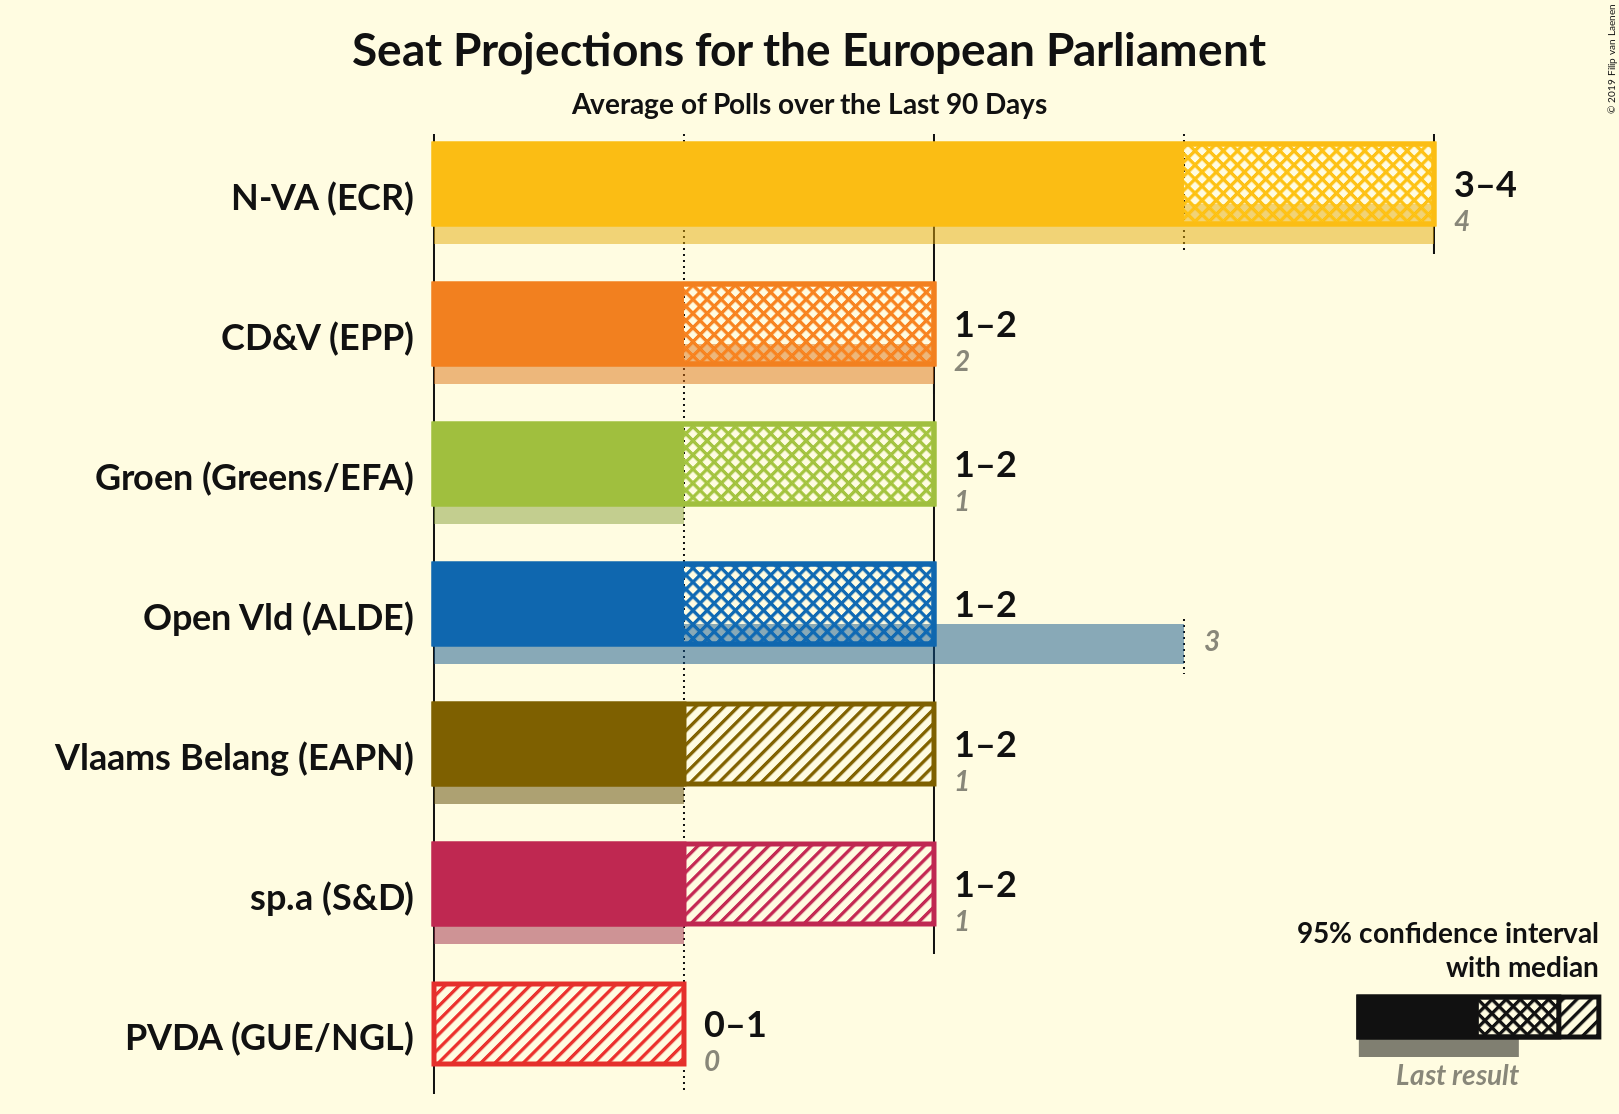 Seat Projections for the European Parliament
Average of Polls over the Last 90 Days
© 2019 Filip van Laenen
N-VA (ECR)
3–4
4
CD&V (EPP)
1–2
2
Groen (Greens/EFA)
1–2
1
Open Vld (ALDE)
1–2
3
Vlaams Belang (EAPN)
1–2
1
sp.a (S&D)
1–2
1
PVDA (GUE/NGL)
0–1
0
95% confidence interval
with median
Last result